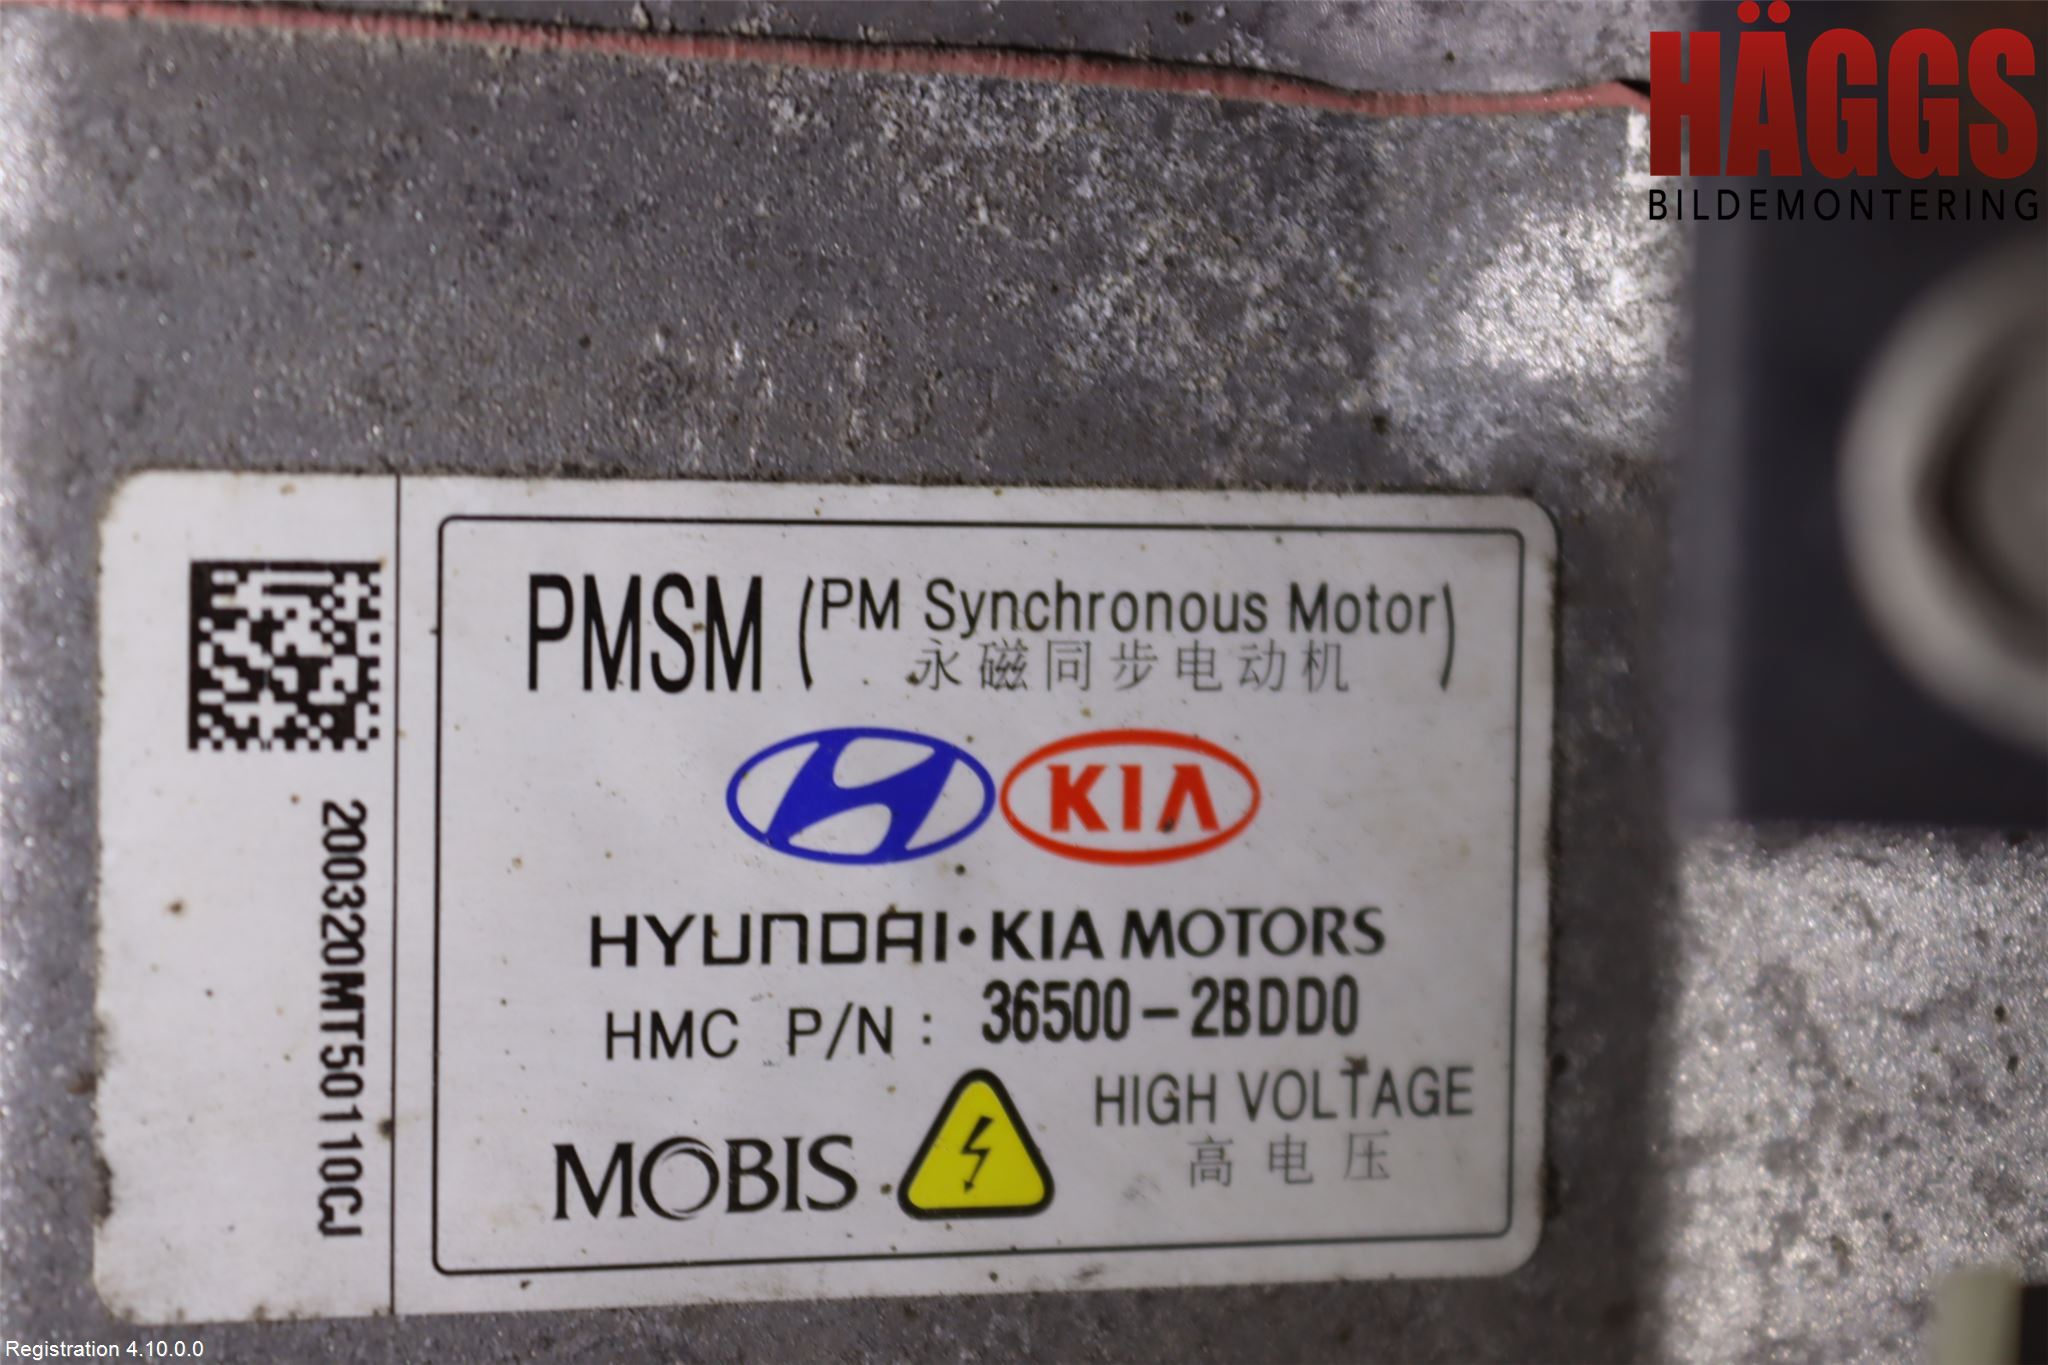 HÄGGS
BILDEMONTERING
PMSM (PM Synchronous Motor)
永磁同步电动机
KIA
HYUNDAI·KIA MOTORS
HMC P/N: 36500-2BDD0
MOBIS
HIGH VOLTAGE
高电压
200320MT50110CJ
Registration 4.10.0.0